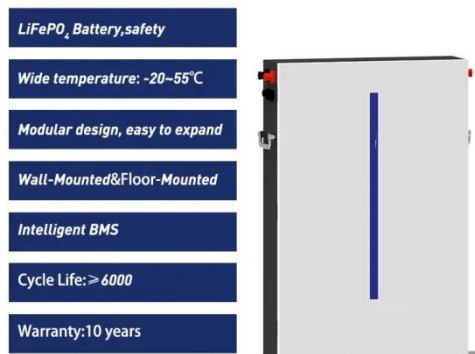 LiFePO₄ Battery,safety
Wide temperature: -20~55℃
Modular design, easy to expand
Wall-Mounted&Floor-Mounted
Intelligent BMS
Cycle Life:≥6000
Warranty:10 years